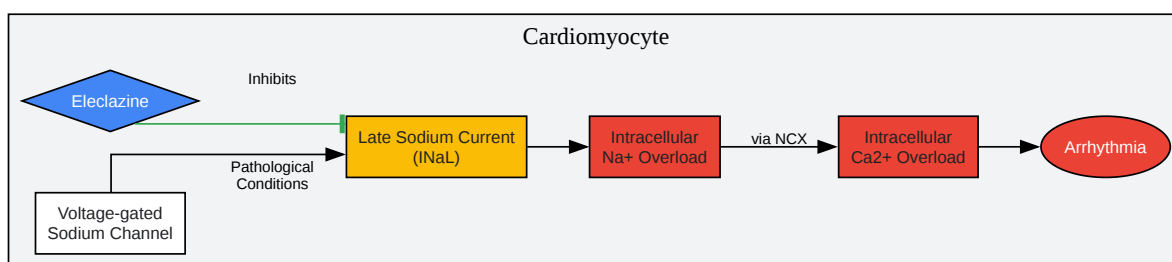 Cardiomyocyte
Inhibits
Eleclazine
Late Sodium Current
(INaL)
Intracellular
Na+ Overload
via NCX
Intracellular
Ca2+ Overload
Arrhythmia
Pathological
Conditions
Voltage-gated
Sodium Channel